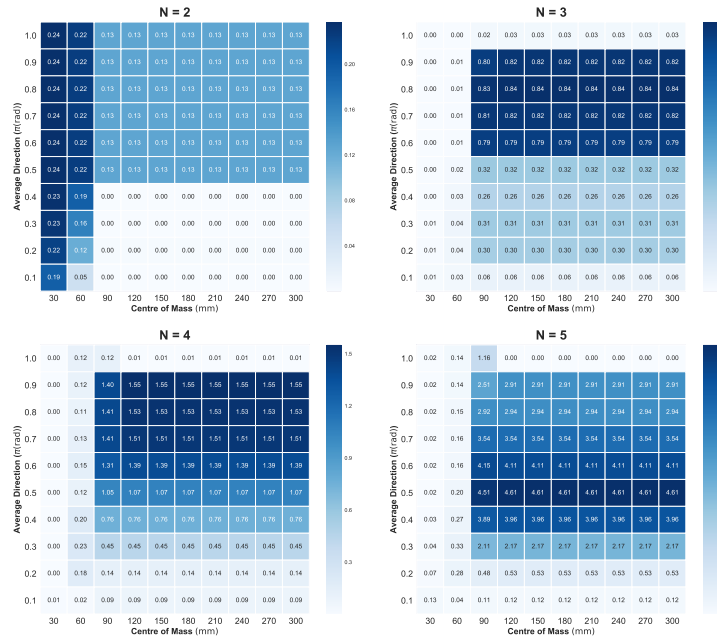 N = 2
Average Direction (π(rad))
1.0 0.24 0.22 0.13 0.13 0.13 0.13 0.13 0.13 0.13 0.13
0.9 0.24 0.22 0.13 0.13 0.13 0.13 0.13 0.13 0.13 0.13
0.8 0.24 0.22 0.13 0.13 0.13 0.13 0.13 0.13 0.13 0.13
0.7 0.24 0.22 0.13 0.13 0.13 0.13 0.13 0.13 0.13 0.13
0.6 0.24 0.22 0.13 0.13 0.13 0.13 0.13 0.13 0.13 0.13
0.5 0.24 0.22 0.13 0.13 0.13 0.13 0.13 0.13 0.13 0.13
0.4 0.23 0.19 0.00 0.00 0.00 0.00 0.00 0.00 0.00 0.00
0.3 0.23 0.16 0.00 0.00 0.00 0.00 0.00 0.00 0.00 0.00
0.2 0.22 0.12 0.00 0.00 0.00 0.00 0.00 0.00 0.00 0.00
0.1 0.19 0.05 0.00 0.00 0.00 0.00 0.00 0.00 0.00 0.00
30 60 90 120 150 180 210 240 270 300
Centre of Mass (mm)
0.20
0.16
0.12
0.08
0.04
N = 3
Average Direction (π(rad))
1.0 0.00 0.00 0.02 0.03 0.03 0.03 0.03 0.03 0.03 0.03
0.9 0.00 0.01 0.80 0.82 0.82 0.82 0.82 0.82 0.82 0.82
0.8 0.00 0.01 0.83 0.84 0.84 0.84 0.84 0.84 0.84 0.84
0.7 0.00 0.01 0.81 0.82 0.82 0.82 0.82 0.82 0.82 0.82
0.6 0.00 0.01 0.79 0.79 0.79 0.79 0.79 0.79 0.79 0.79
0.5 0.00 0.02 0.32 0.32 0.32 0.32 0.32 0.32 0.32 0.32
0.4 0.00 0.03 0.26 0.26 0.26 0.26 0.26 0.26 0.26 0.26
0.3 0.01 0.04 0.31 0.31 0.31 0.31 0.31 0.31 0.31 0.31
0.2 0.01 0.04 0.30 0.30 0.30 0.30 0.30 0.30 0.30 0.30
0.1 0.01 0.03 0.06 0.06 0.06 0.06 0.06 0.06 0.06 0.06
30 60 90 120 150 180 210 240 270 300
Centre of Mass (mm)
N = 4
Average Direction (π(rad))
1.0 0.00 0.12 0.12 0.01 0.01 0.01 0.01 0.01 0.01 0.01
0.9 0.00 0.12 1.40 1.55 1.55 1.55 1.55 1.55 1.55 1.55
0.8 0.00 0.11 1.41 1.53 1.53 1.53 1.53 1.53 1.53 1.53
0.7 0.00 0.13 1.41 1.51 1.51 1.51 1.51 1.51 1.51 1.51
0.6 0.00 0.15 1.31 1.39 1.39 1.39 1.39 1.39 1.39 1.39
0.5 0.00 0.12 1.05 1.07 1.07 1.07 1.07 1.07 1.07 1.07
0.4 0.00 0.20 0.76 0.76 0.76 0.76 0.76 0.76 0.76 0.76
0.3 0.00 0.23 0.45 0.45 0.45 0.45 0.45 0.45 0.45 0.45
0.2 0.00 0.18 0.14 0.14 0.14 0.14 0.14 0.14 0.14 0.14
0.1 0.01 0.02 0.09 0.09 0.09 0.09 0.09 0.09 0.09 0.09
30 60 90 120 150 180 210 240 270 300
Centre of Mass (mm)
1.5
1.2
0.9
0.6
0.3
N = 5
Average Direction (π(rad))
1.0 0.02 0.14 1.16 0.00 0.00 0.00 0.00 0.00 0.00 0.00
0.9 0.02 0.14 2.51 2.91 2.91 2.91 2.91 2.91 2.91 2.91
0.8 0.02 0.15 2.92 2.94 2.94 2.94 2.94 2.94 2.94 2.94
0.7 0.02 0.16 3.54 3.54 3.54 3.54 3.54 3.54 3.54 3.54
0.6 0.02 0.16 4.15 4.11 4.11 4.11 4.11 4.11 4.11 4.11
0.5 0.02 0.20 4.51 4.61 4.61 4.61 4.61 4.61 4.61 4.61
0.4 0.03 0.27 3.89 3.96 3.96 3.96 3.96 3.96 3.96 3.96
0.3 0.04 0.33 2.11 2.17 2.17 2.17 2.17 2.17 2.17 2.17
0.2 0.07 0.28 0.48 0.53 0.53 0.53 0.53 0.53 0.53 0.53
0.1 0.13 0.04 0.11 0.12 0.12 0.12 0.12 0.12 0.12 0.12
30 60 90 120 150 180 210 240 270 300
Centre of Mass (mm)